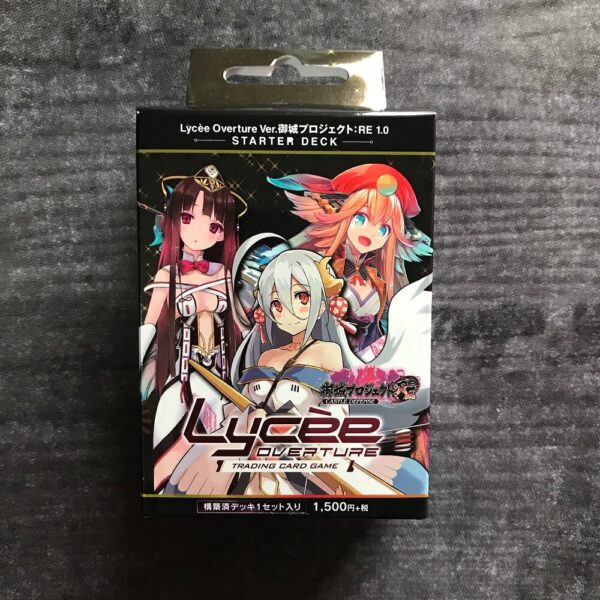 Lycèe Overture Ver.御城プロジェクト:RE 1.0
STARTER DECK
御城プロジェクト
CASTLE DEFENSE
Lycèe
OVERTURE
TRADING CARD GAME
構築済デッキ1セット入り 1,500円+税